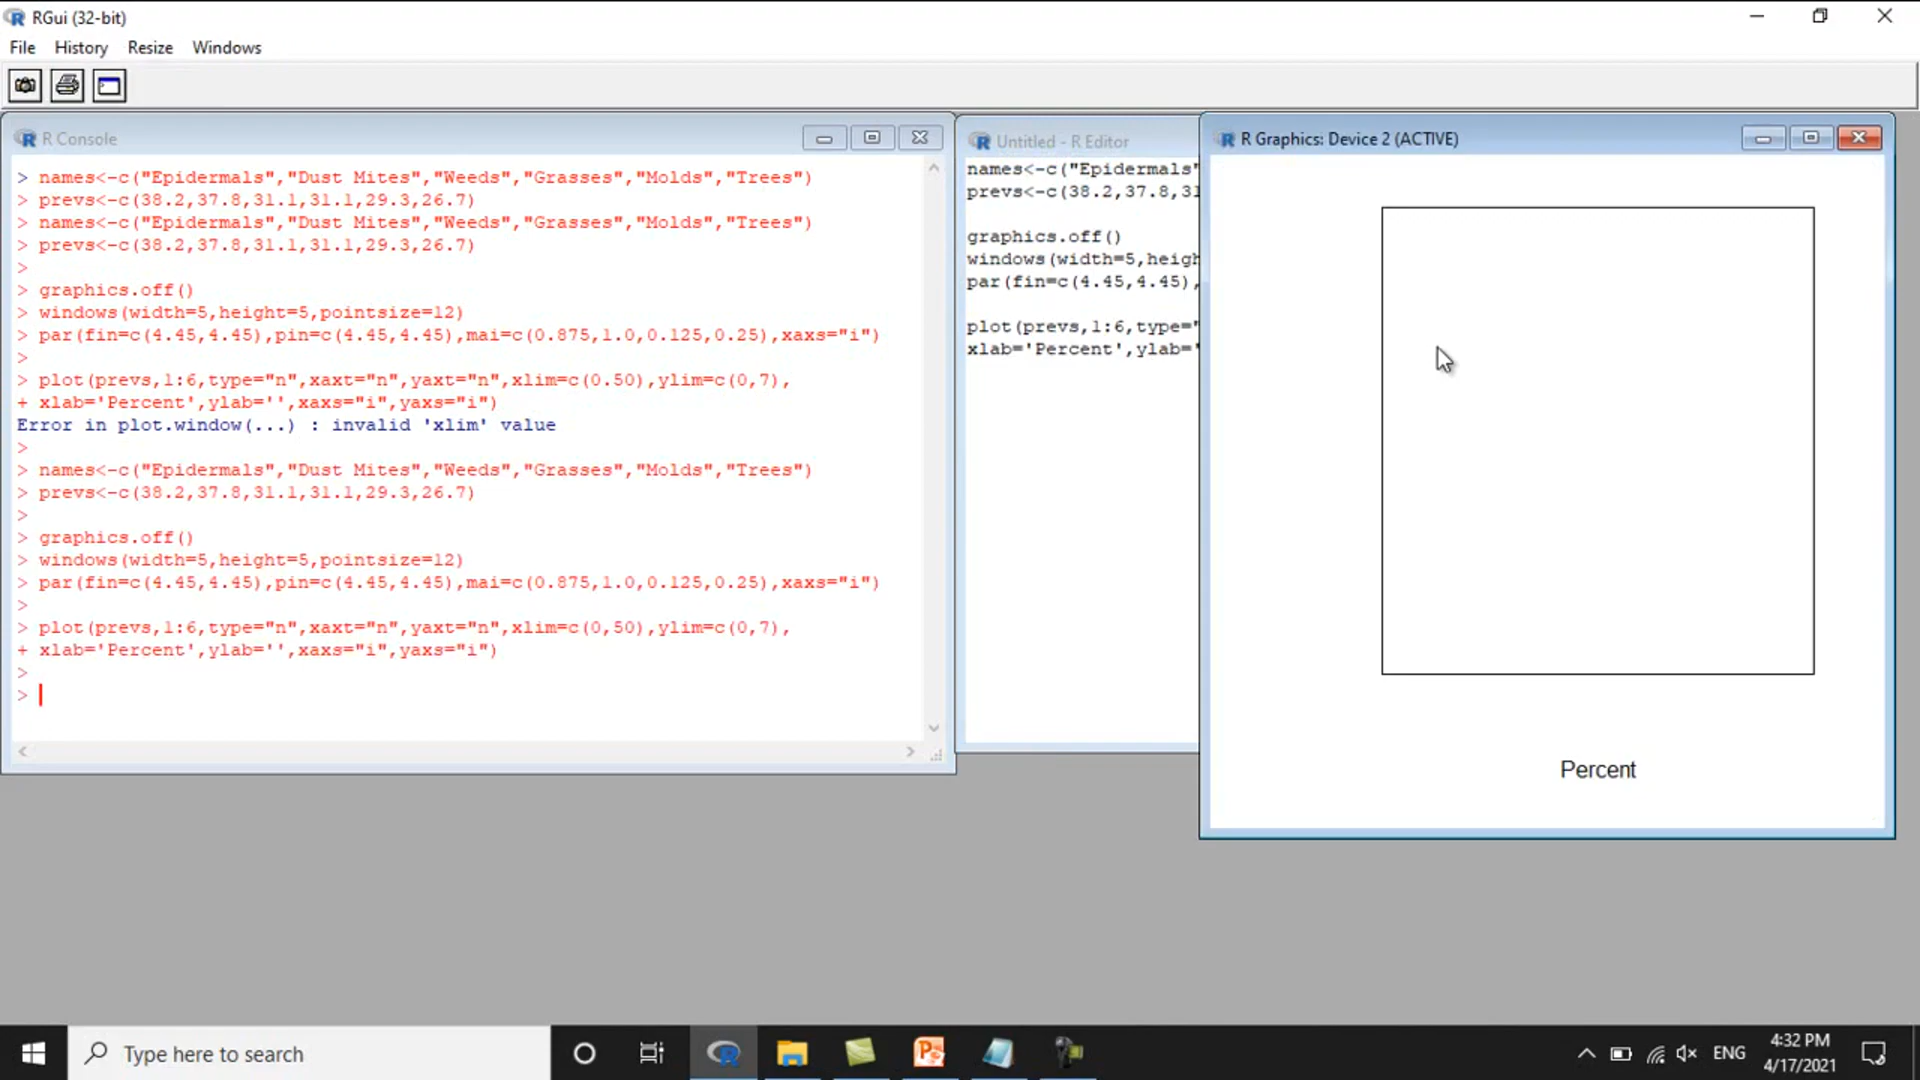 RGui (32-bit)
File History Resize Windows
R Console
> names<-c("Epidermals","Dust Mites","Weeds","Grasses","Molds","Trees")
> prevs<-c(38.2,37.8,31.1,31.1,29.3,26.7)
> names<-c("Epidermals","Dust Mites","Weeds","Grasses","Molds","Trees")
> prevs<-c(38.2,37.8,31.1,31.1,29.3,26.7)
>
> graphics.off()
> windows(width=5,height=5,pointsize=12)
> par(fin=c(4.45,4.45),pin=c(4.45,4.45),mai=c(0.875,1.0,0.125,0.25),xaxs="i")
>
> plot(prevs,1:6,type="n",xaxt="n",yaxt="n",xlim=c(0.50),ylim=c(0,7),
+ xlab='Percent',ylab='',xaxs="i",yaxs="i")
Error in plot.window(...) : invalid 'xlim' value
>
> names<-c("Epidermals","Dust Mites","Weeds","Grasses","Molds","Trees")
> prevs<-c(38.2,37.8,31.1,31.1,29.3,26.7)
>
> graphics.off()
> windows(width=5,height=5,pointsize=12)
> par(fin=c(4.45,4.45),pin=c(4.45,4.45),mai=c(0.875,1.0,0.125,0.25),xaxs="i")
>
> plot(prevs,1:6,type="n",xaxt="n",yaxt="n",xlim=c(0,50),ylim=c(0,7),
+ xlab='Percent',ylab='',xaxs="i",yaxs="i")
>
>
Untitled - R Editor
names<-c("Epidermals"
prevs<-c(38.2,37.8,31
graphics.off()
windows(width=5,heigh
par(fin=c(4.45,4.45),
plot(prevs,1:6,type="
xlab='Percent',ylab='
R Graphics: Device 2 (ACTIVE)
Percent
Type here to search
ENG
4:32 PM
4/17/2021